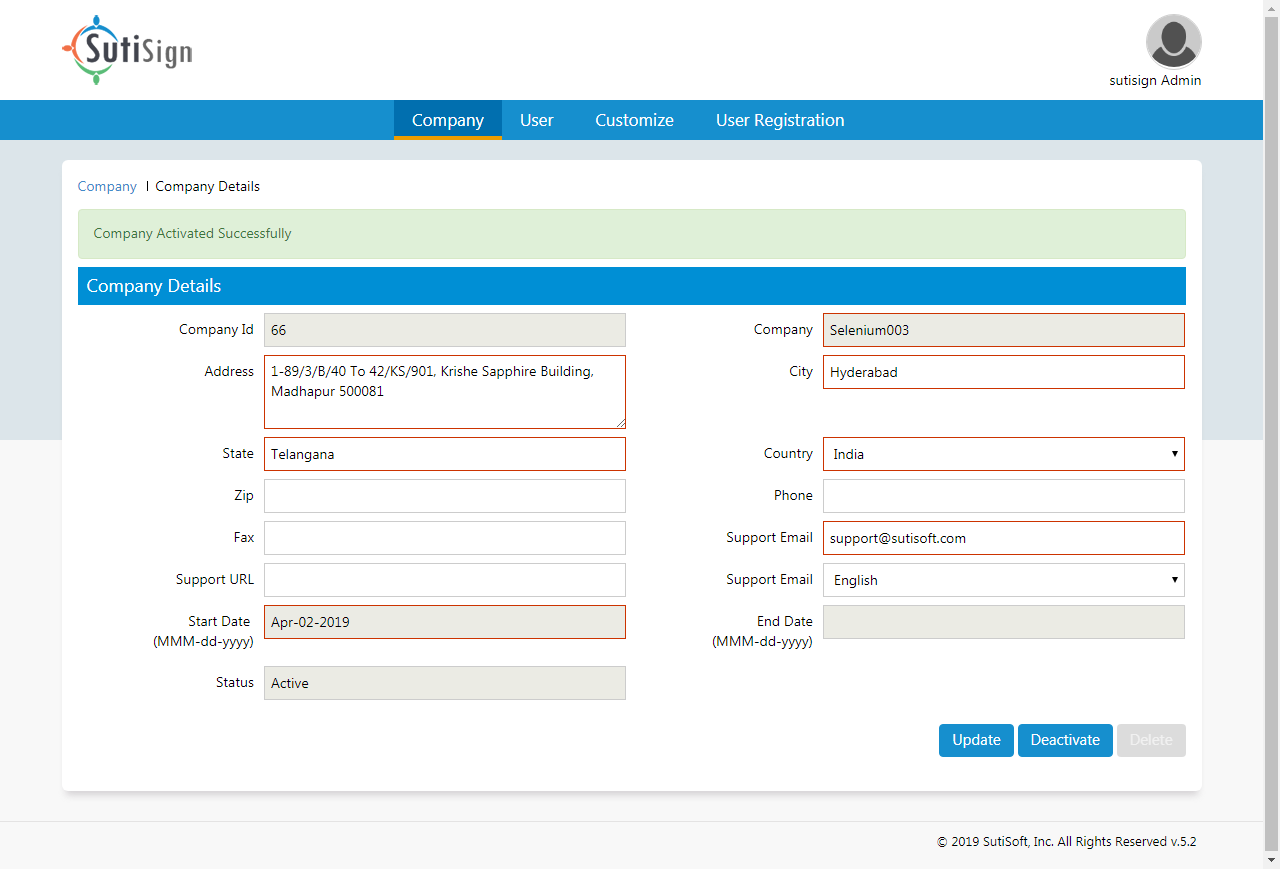 SutiSign
sutisign Admin
Company User Customize User Registration
Company I Company Details
Company Activated Successfully
Company Details
Company Id 66 Company Selenium003
Address 1-89/3/B/40 To 42/KS/901, Krishe Sapphire Building, City Hyderabad
Madhapur 500081
State Telangana Country India
Zip Phone
Fax Support Email support@sutisoft.com
Support URL Support Email English
Start Date Apr-02-2019 End Date
(MMM-dd-yyyy) (MMM-dd-yyyy)
Status Active
Update Deactivate Delete
© 2019 SutiSoft, Inc. All Rights Reserved v.5.2